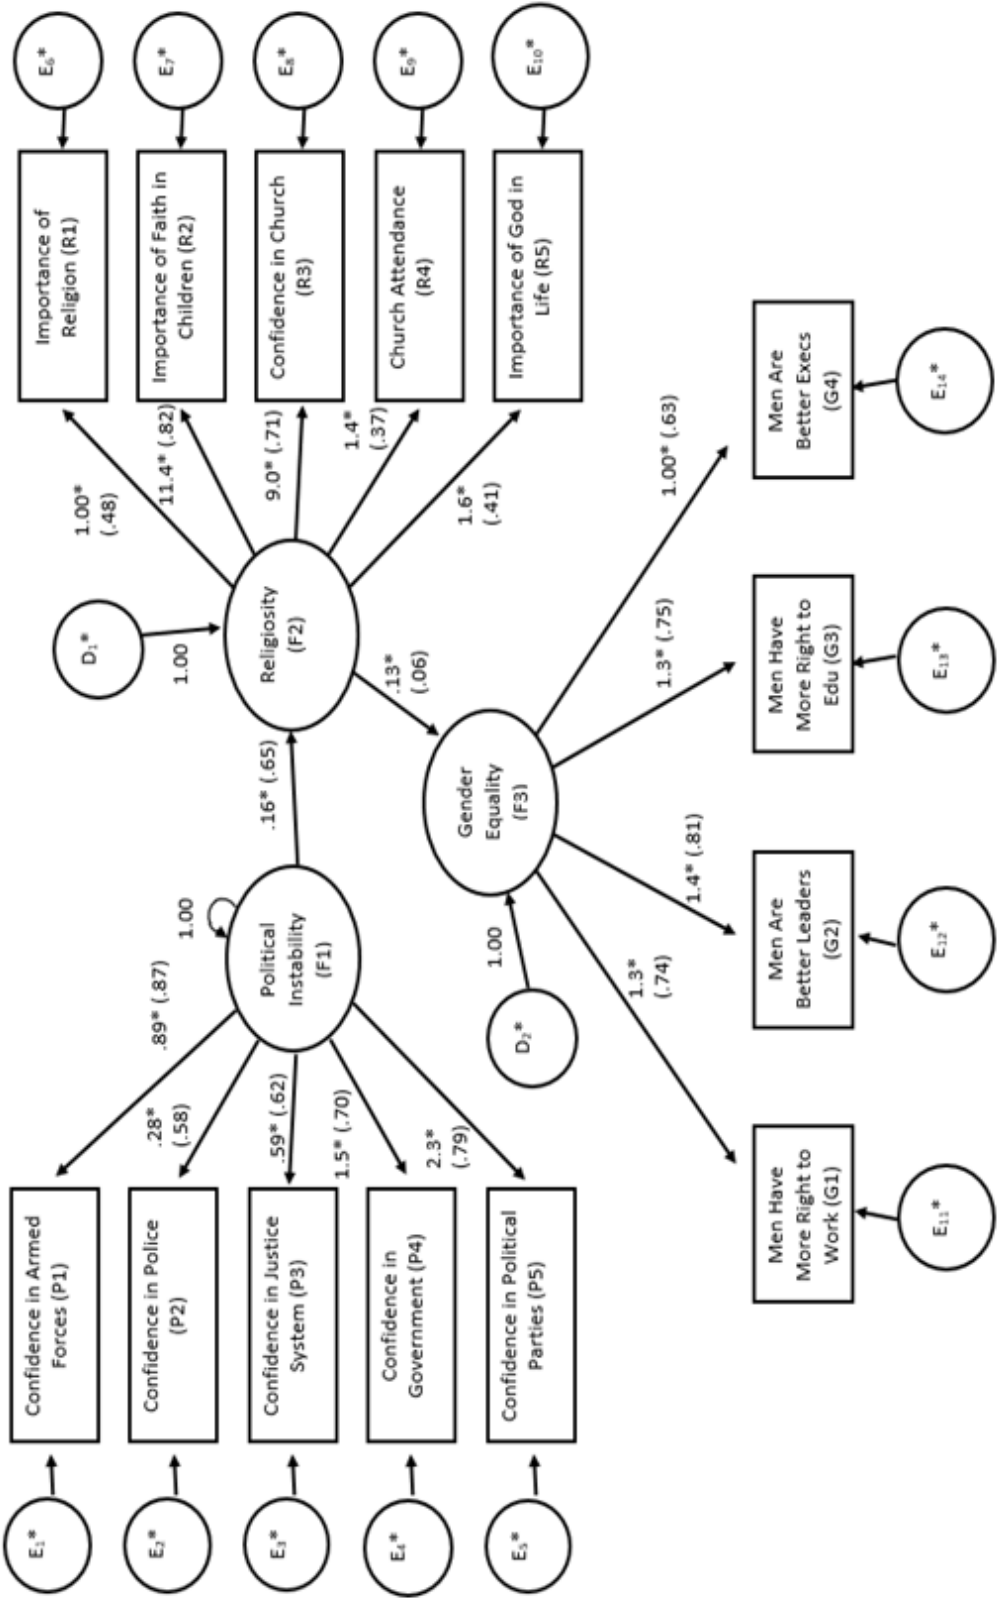 E₁*
E₂*
E₃*
E₄*
E₅*
Confidence in Armed
Forces (P1)
Confidence in Police
(P2)
Confidence in Justice
System (P3)
Confidence in
Government (P4)
Confidence in Political
Parties (P5)
.89* (.87)
.28*
(.58)
.59* (.62)
1.5* (.70)
2.3*
(.79)
1.00
Political
Instability
(F1)
.16* (.65)
D₁*
1.00
Religiosity
(F2)
1.00*
(.48)
11.4* (.82)
9.0* (.71)
1.4*
(.37)
1.6*
(.41)
Importance of
Religion (R1)
Importance of Faith in
Children (R2)
Confidence in Church
(R3)
Church Attendance
(R4)
Importance of God in
Life (R5)
E₆*
E₇*
E₈*
E₉*
E₁₀*
.13*
(.06)
D₂*
1.00
Gender
Equality
(F3)
1.3*
(.74)
1.4* (.81)
1.3* (.75)
1.00* (.63)
Men Have
More Right to
Work (G1)
Men Are
Better Leaders
(G2)
Men Have
More Right to
Edu (G3)
Men Are
Better Execs
(G4)
E₁₁*
E₁₂*
E₁₃*
E₁₄*